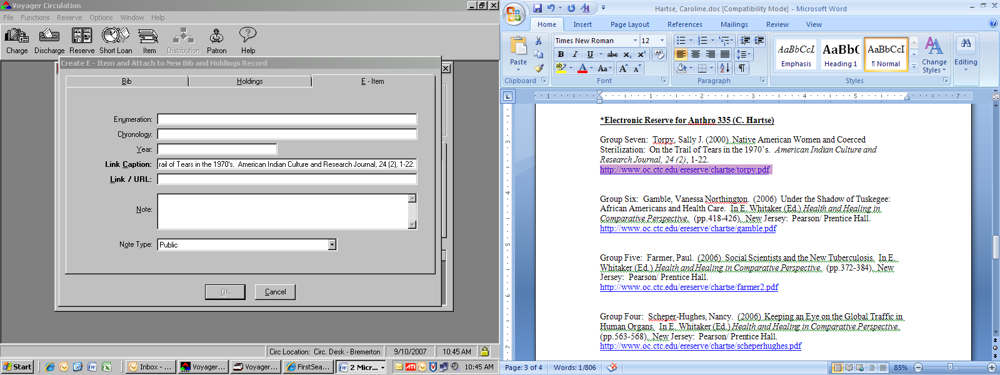 Voyager Circulation
File Functions Reserve Options Window Help
Charge Discharge Reserve Short Loan Item Distribution Patron Help
Create E - Item and Attach to New Bib and Holdings Record
Bib Holdings E - Item
Enumeration:
Chronology:
Year:
Link Caption: rail of Tears in the 1970's.  American Indian Culture and Research Journal, 24 (2), 1-22.
Link / URL:
Note:
Note Type: Public
OK Cancel
Circ Location: Circ. Desk - Bremerton 9/10/2007 10:45 AM
Start Inbox - ... Voyager... Voyager... FirstSea... 2 Micr... ATI 10:45 AM
Hartse, Caroline.doc [Compatibility Mode] - Microsoft Word
Home Insert Page Layout References Mailings Review View
Paste
Times New Roman 12
B I U abc x₂ x²
ab A Aa A A
AaBbCcI AaBbC AaBbCcI
Emphasis Heading 1 ¶ Normal
Change Styles
Editing
Clipboard Font Paragraph Styles
L 1 1 2 3 4 5 7
3
4
5
6
7
*Electronic Reserve for Anthro 335 (C. Hartse)
Group Seven:  Torpy, Sally J. (2000)  Native American Women and Coerced
Sterilization:  On the Trail of Tears in the 1970's.  American Indian Culture and
Research Journal, 24 (2), 1-22.
http://www.oc.ctc.edu/ereserve/chartse/torpy.pdf
Group Six:  Gamble, Vanessa Northington.  (2006)  Under the Shadow of Tuskegee:
African Americans and Health Care.  In E. Whitaker (Ed.) Health and Healing in
Comparative Perspective.  (pp.418-426).  New Jersey:  Pearson/ Prentice Hall.
http://www.oc.ctc.edu/ereserve/chartse/gamble.pdf
Group Five:  Farmer, Paul.  (2006)  Social Scientists and the New Tuberculosis.  In E.
Whitaker (Ed.) Health and Healing in Comparative Perspective.  (pp.372-384).  New
Jersey:  Pearson/ Prentice Hall.
http://www.oc.ctc.edu/ereserve/chartse/farmer2.pdf
Group Four:  Scheper-Hughes, Nancy.  (2006)  Keeping an Eye on the Global Traffic in
Human Organs.  In E. Whitaker (Ed.) Health and Healing in Comparative Perspective.
(pp.563-568).  New Jersey:  Pearson/ Prentice Hall.
http://www.oc.ctc.edu/ereserve/chartse/scheperhughes.pdf
Page: 3 of 4 Words: 1/806 85%